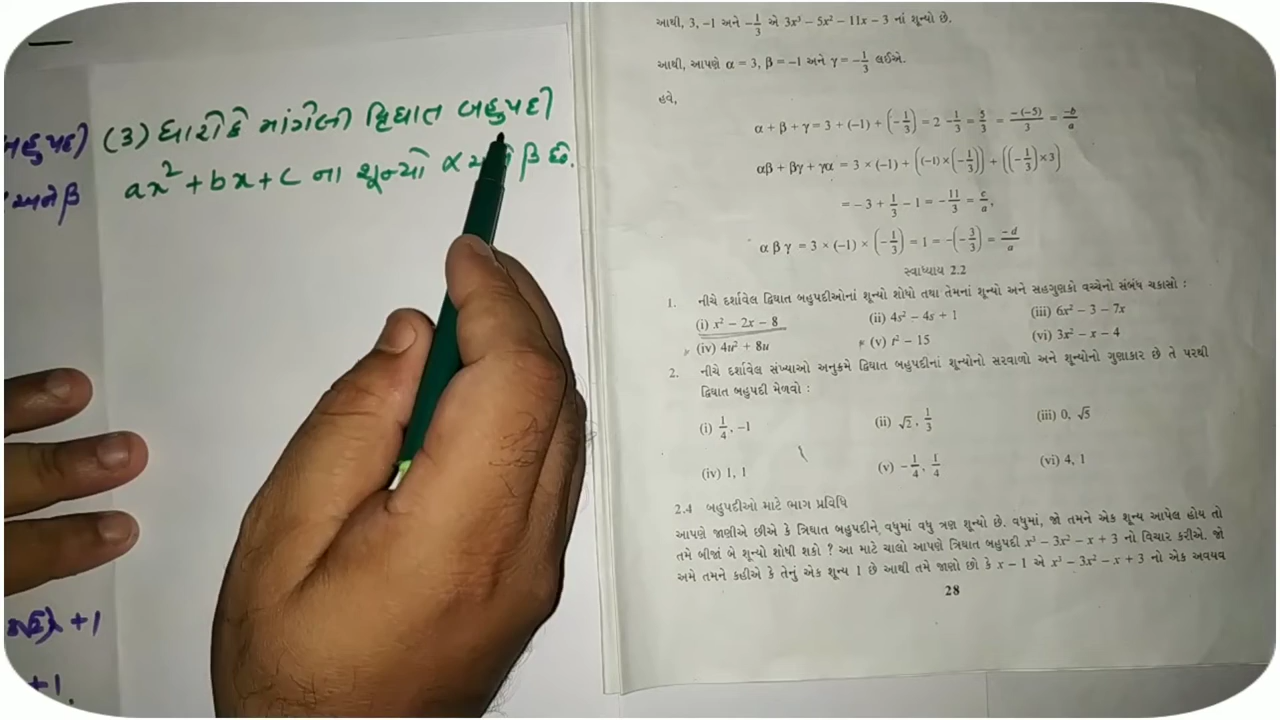 બહુપદી
અને β
√2)x + 1
+1.
(3) ધારોકે માંગેલી દ્વિઘાત બહુપદી
ax² + bx + c ના શૂન્યો α અને β છે.
આથી, 3, −1 અને −1/3 એ 3x³ − 5x² − 11x − 3 નાં શૂન્યો છે.
આથી, આપણે α = 3, β = −1 અને γ = −1/3 લઈએ.
હવે,
α + β + γ = 3 + (−1) + (−1/3) = 2 − 1/3 = 5/3 = −(−5)/3 = −b/a
αβ + βγ + γα = 3 × (−1) + ((−1) × (−1/3)) + ((−1/3) × 3)
= − 3 + 1/3 − 1 = −11/3 = c/a,
α β γ = 3 × (−1) × (−1/3) = 1 = −(−3/3) = −d/a
સ્વાધ્યાય 2.2
1. નીચે દર્શાવેલ દ્વિઘાત બહુપદીઓનાં શૂન્યો શોધો તથા તેમનાં શૂન્યો અને સહગુણકો વચ્ચેનો સંબંધ ચકાસો :
(i) x² − 2x − 8 (ii) 4s² − 4s + 1 (iii) 6x² − 3 − 7x
(iv) 4u² + 8u (v) t² − 15 (vi) 3x² − x − 4
2. નીચે દર્શાવેલ સંખ્યાઓ અનુક્રમે દ્વિઘાત બહુપદીનાં શૂન્યોનો સરવાળો અને શૂન્યોનો ગુણાકાર છે તે પરથી
દ્વિઘાત બહુપદી મેળવો :
(i) 1/4, −1 (ii) √2, 1/3 (iii) 0, √5
(iv) 1, 1 (v) −1/4, 1/4 (vi) 4, 1
2.4 બહુપદીઓ માટે ભાગ પ્રવિધિ
આપણે જાણીએ છીએ કે ત્રિઘાત બહુપદીને વધુમાં વધુ ત્રણ શૂન્યો છે. વધુમાં, જો તમને એક શૂન્ય આપેલ હોય તો
તમે બીજાં બે શૂન્યો શોધી શકો ? આ માટે ચાલો આપણે ત્રિઘાત બહુપદી x³ − 3x² − x + 3 નો વિચાર કરીએ. જો
અમે તમને કહીએ કે તેનું એક શૂન્ય 1 છે આથી તમે જાણો છો કે x − 1 એ x³ − 3x² − x + 3 નો એક અવયવ
28